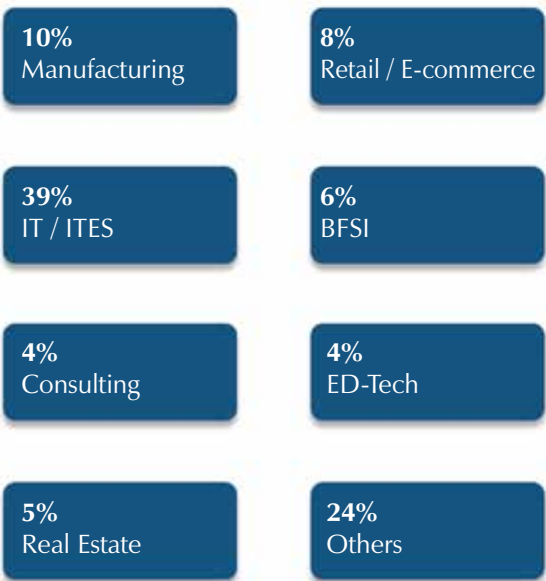 10%
Manufacturing
8%
Retail / E-commerce
39%
IT / ITES
6%
BFSI
4%
Consulting
4%
ED-Tech
5%
Real Estate
24%
Others